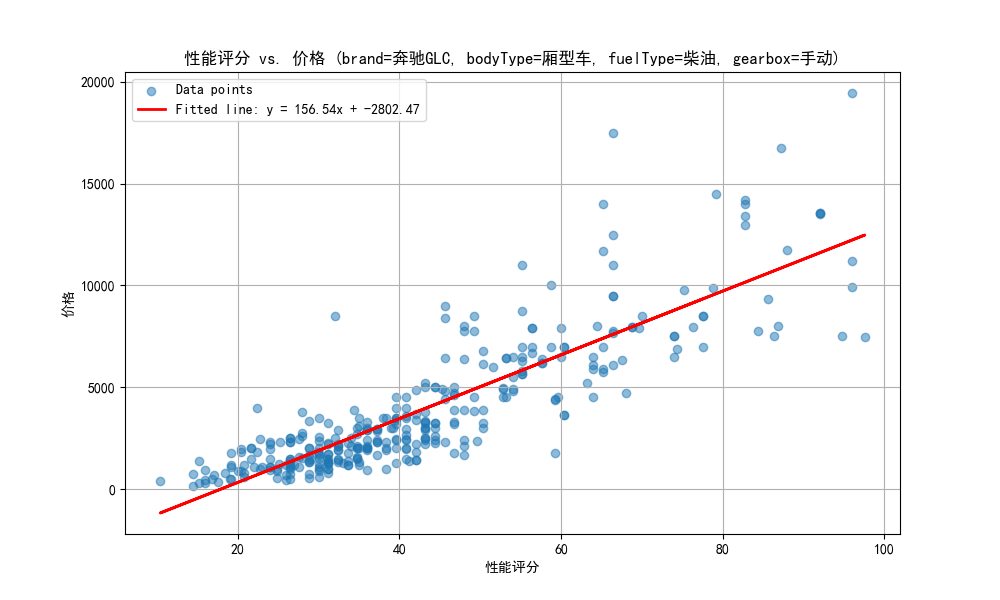 性能评分 vs. 价格 (brand=奔驰GLC, bodyType=厢型车, fuelType=柴油, gearbox=手动)
Data points
Fitted line: y = 156.54x + -2802.47
价格
20000
15000
10000
5000
0
20 40 60 80 100
性能评分